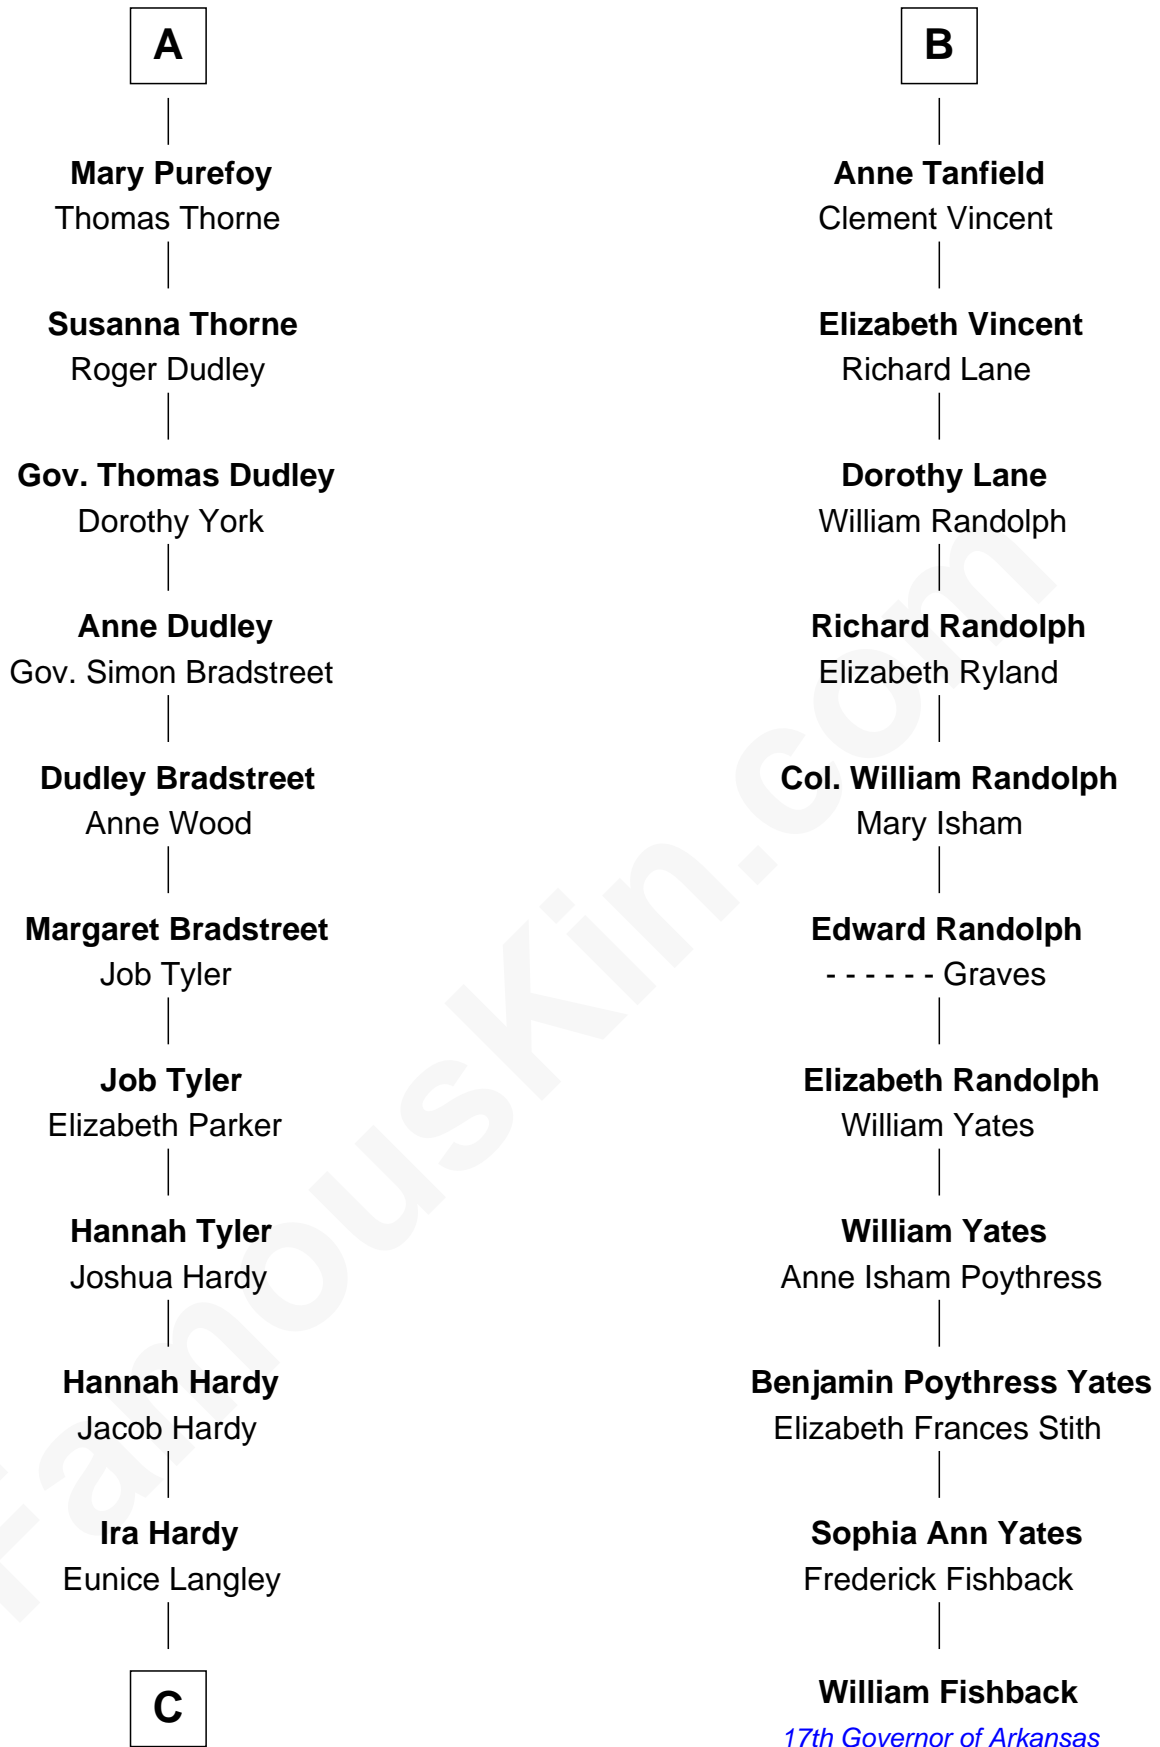 A
Mary Purefoy
Thomas Thorne
Susanna Thorne
Roger Dudley
Gov. Thomas Dudley
Dorothy York
Anne Dudley
Gov. Simon Bradstreet
Dudley Bradstreet
Anne Wood
Margaret Bradstreet
Job Tyler
Job Tyler
Elizabeth Parker
Hannah Tyler
Joshua Hardy
Hannah Hardy
Jacob Hardy
Ira Hardy
Eunice Langley
C
B
Anne Tanfield
Clement Vincent
Elizabeth Vincent
Richard Lane
Dorothy Lane
William Randolph
Richard Randolph
Elizabeth Ryland
Col. William Randolph
Mary Isham
Edward Randolph
- - - - - - Graves
Elizabeth Randolph
William Yates
William Yates
Anne Isham Poythress
Benjamin Poythress Yates
Elizabeth Frances Stith
Sophia Ann Yates
Frederick Fishback
William Fishback
17th Governor of Arkansas
FamousKin.com